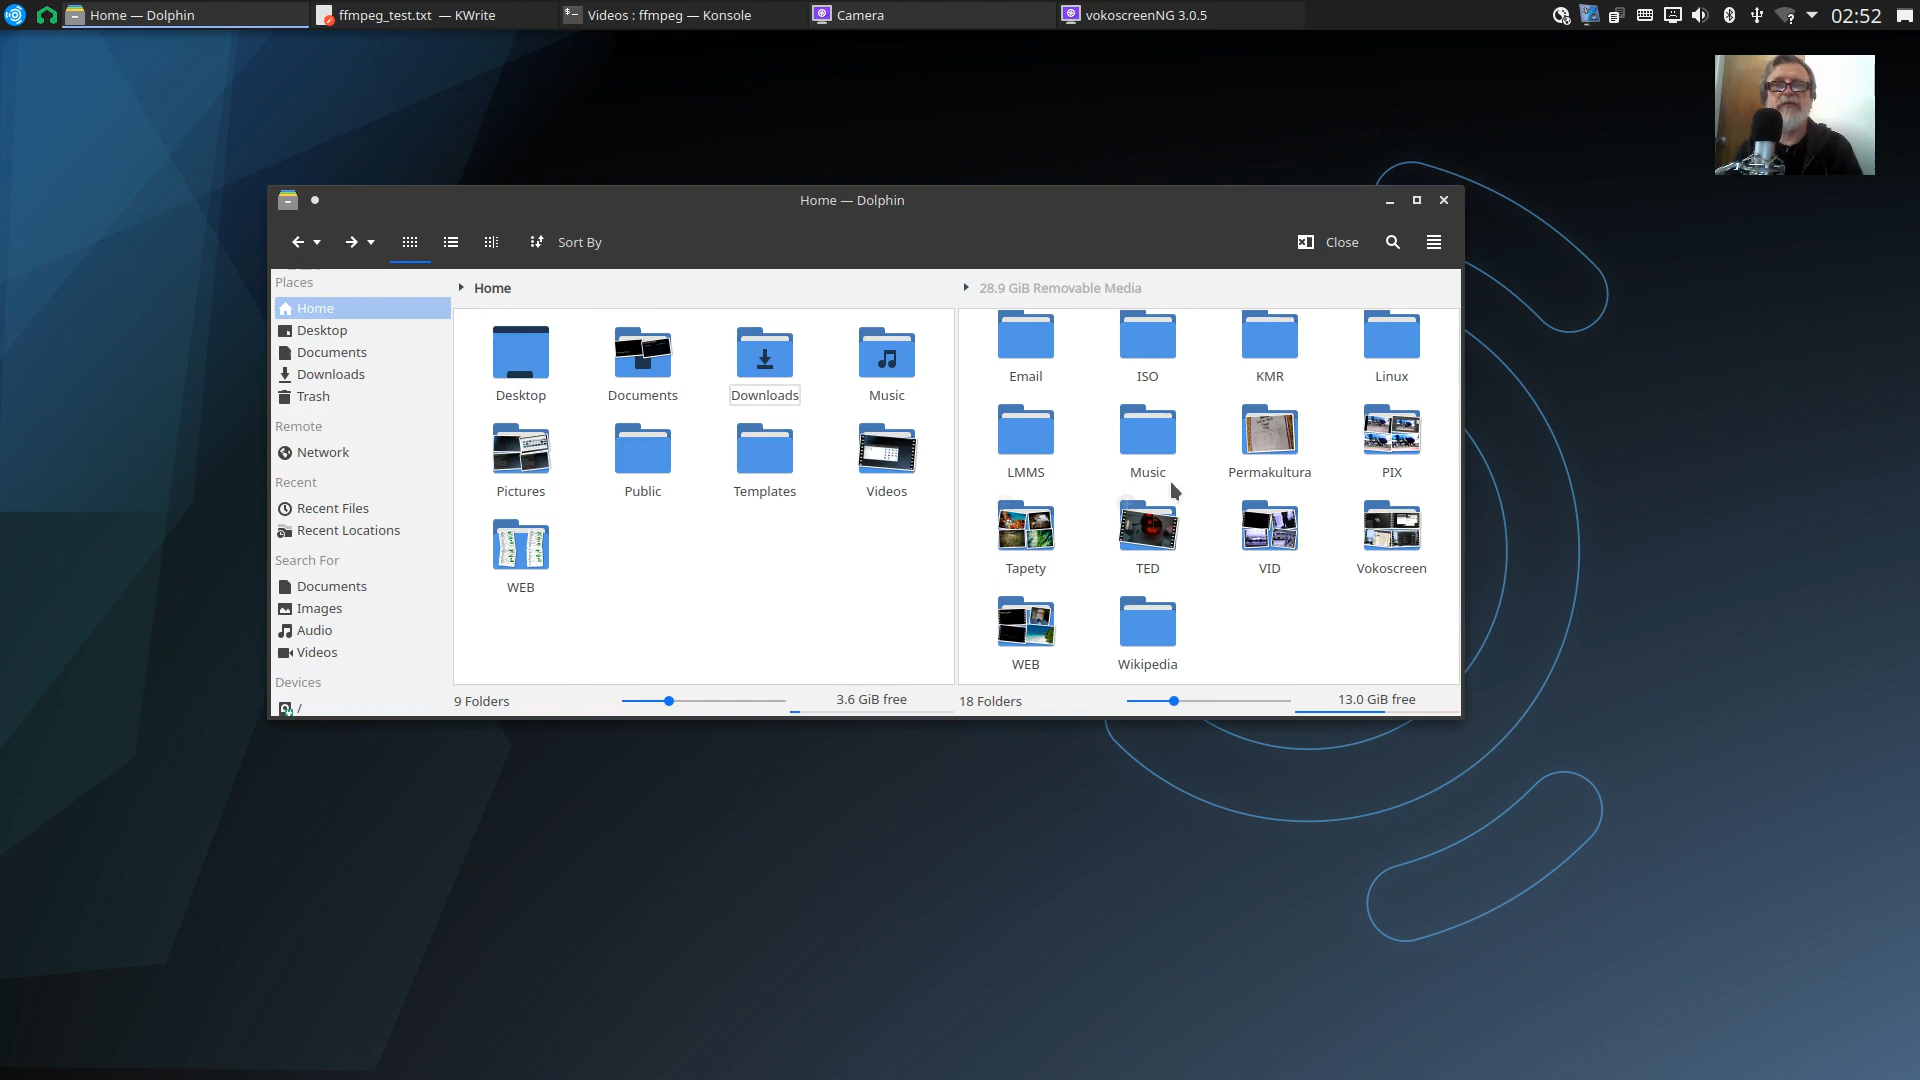 Home — Dolphin
ffmpeg_test.txt — KWrite
Videos : ffmpeg — Konsole
Camera
vokoscreenNG 3.0.5
02:52
Home — Dolphin
Sort By
Close
Places
Home
Desktop
Documents
Downloads
Trash
Remote
Network
Recent
Recent Files
Recent Locations
Search For
Documents
Images
Audio
Videos
Devices
/
Home
Desktop
Documents
Downloads
Music
Pictures
Public
Templates
Videos
WEB
9 Folders
3.6 GiB free
28.9 GiB Removable Media
Email
ISO
KMR
Linux
LMMS
Music
Permakultura
PIX
Tapety
TED
VID
Vokoscreen
WEB
Wikipedia
18 Folders
13.0 GiB free